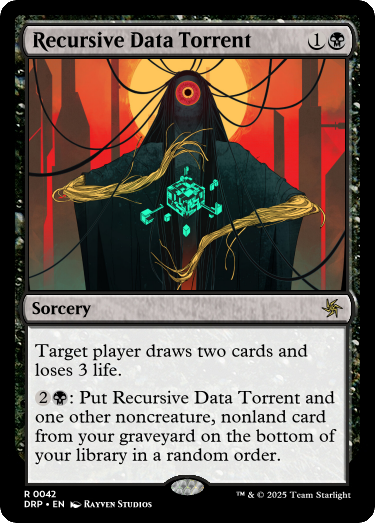 Recursive Data Torrent 1
Sorcery
Target player draws two cards and
loses 3 life.
2 : Put Recursive Data Torrent and
one other noncreature, nonland card
from your graveyard on the bottom of
your library in a random order.
R 0042
DRP • EN Rayven Studios
™ & © 2025 Team Starlight